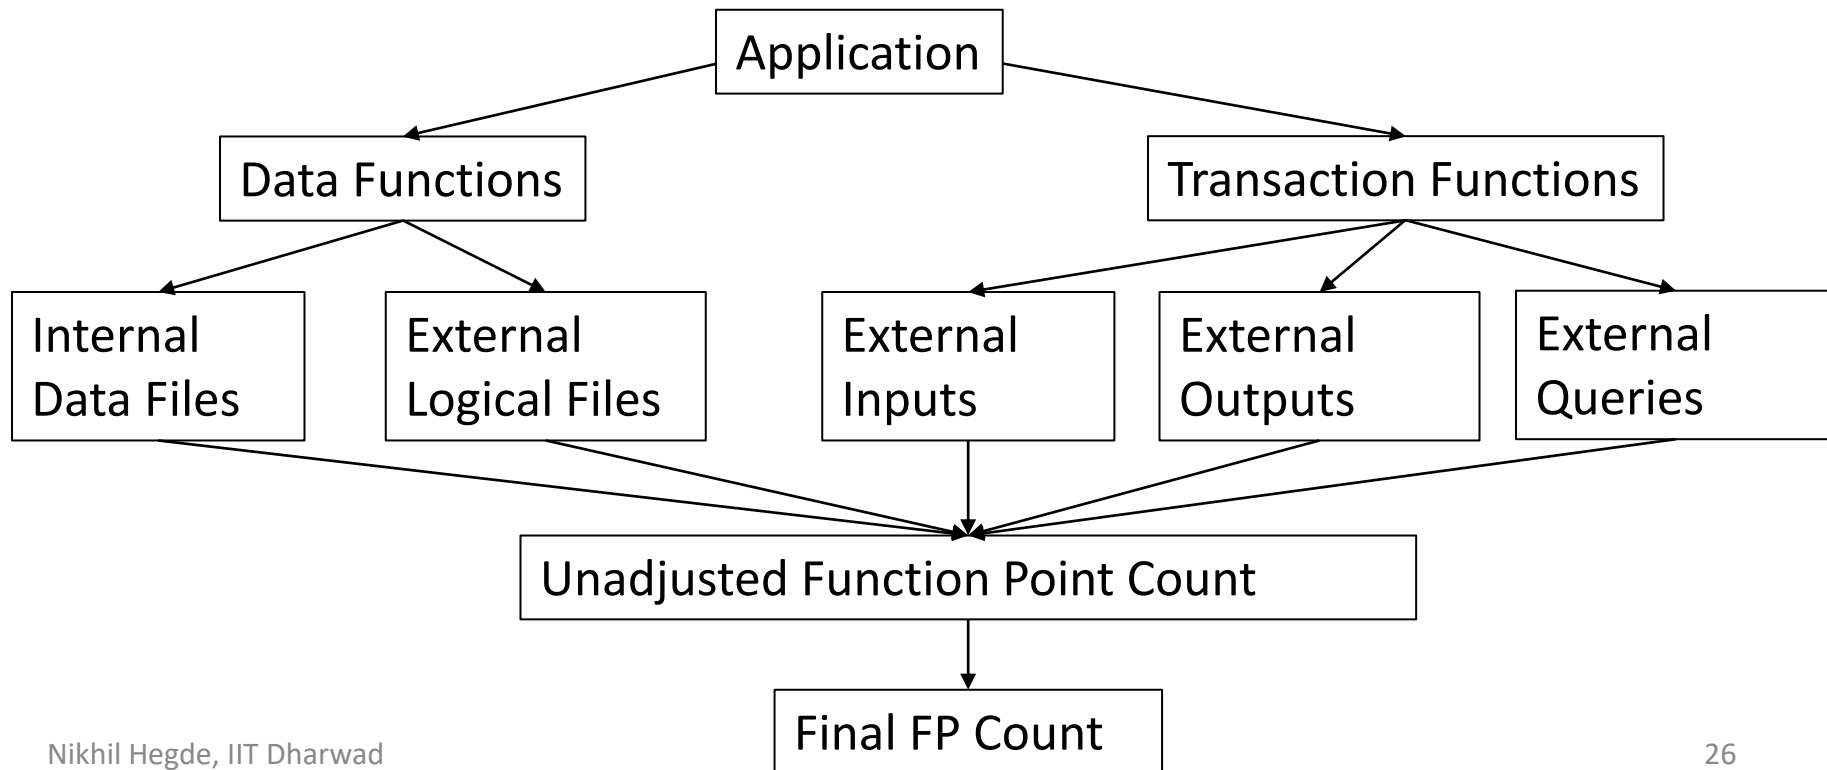 Application
Data Functions
Transaction Functions
Internal
Data Files
External
Logical Files
External
Inputs
External
Outputs
External
Queries
Unadjusted Function Point Count
Final FP Count
Nikhil Hegde, IIT Dharwad
26